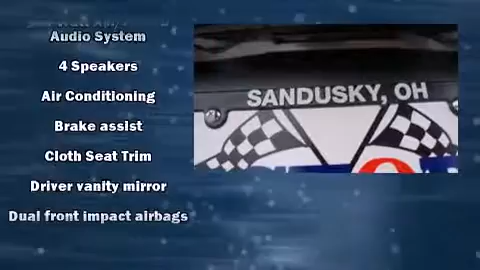 Audio System
4 Speakers
Air Conditioning
Brake assist
Cloth Seat Trim
Driver vanity mirror
Dual front impact airbags
SANDUSKY, OH